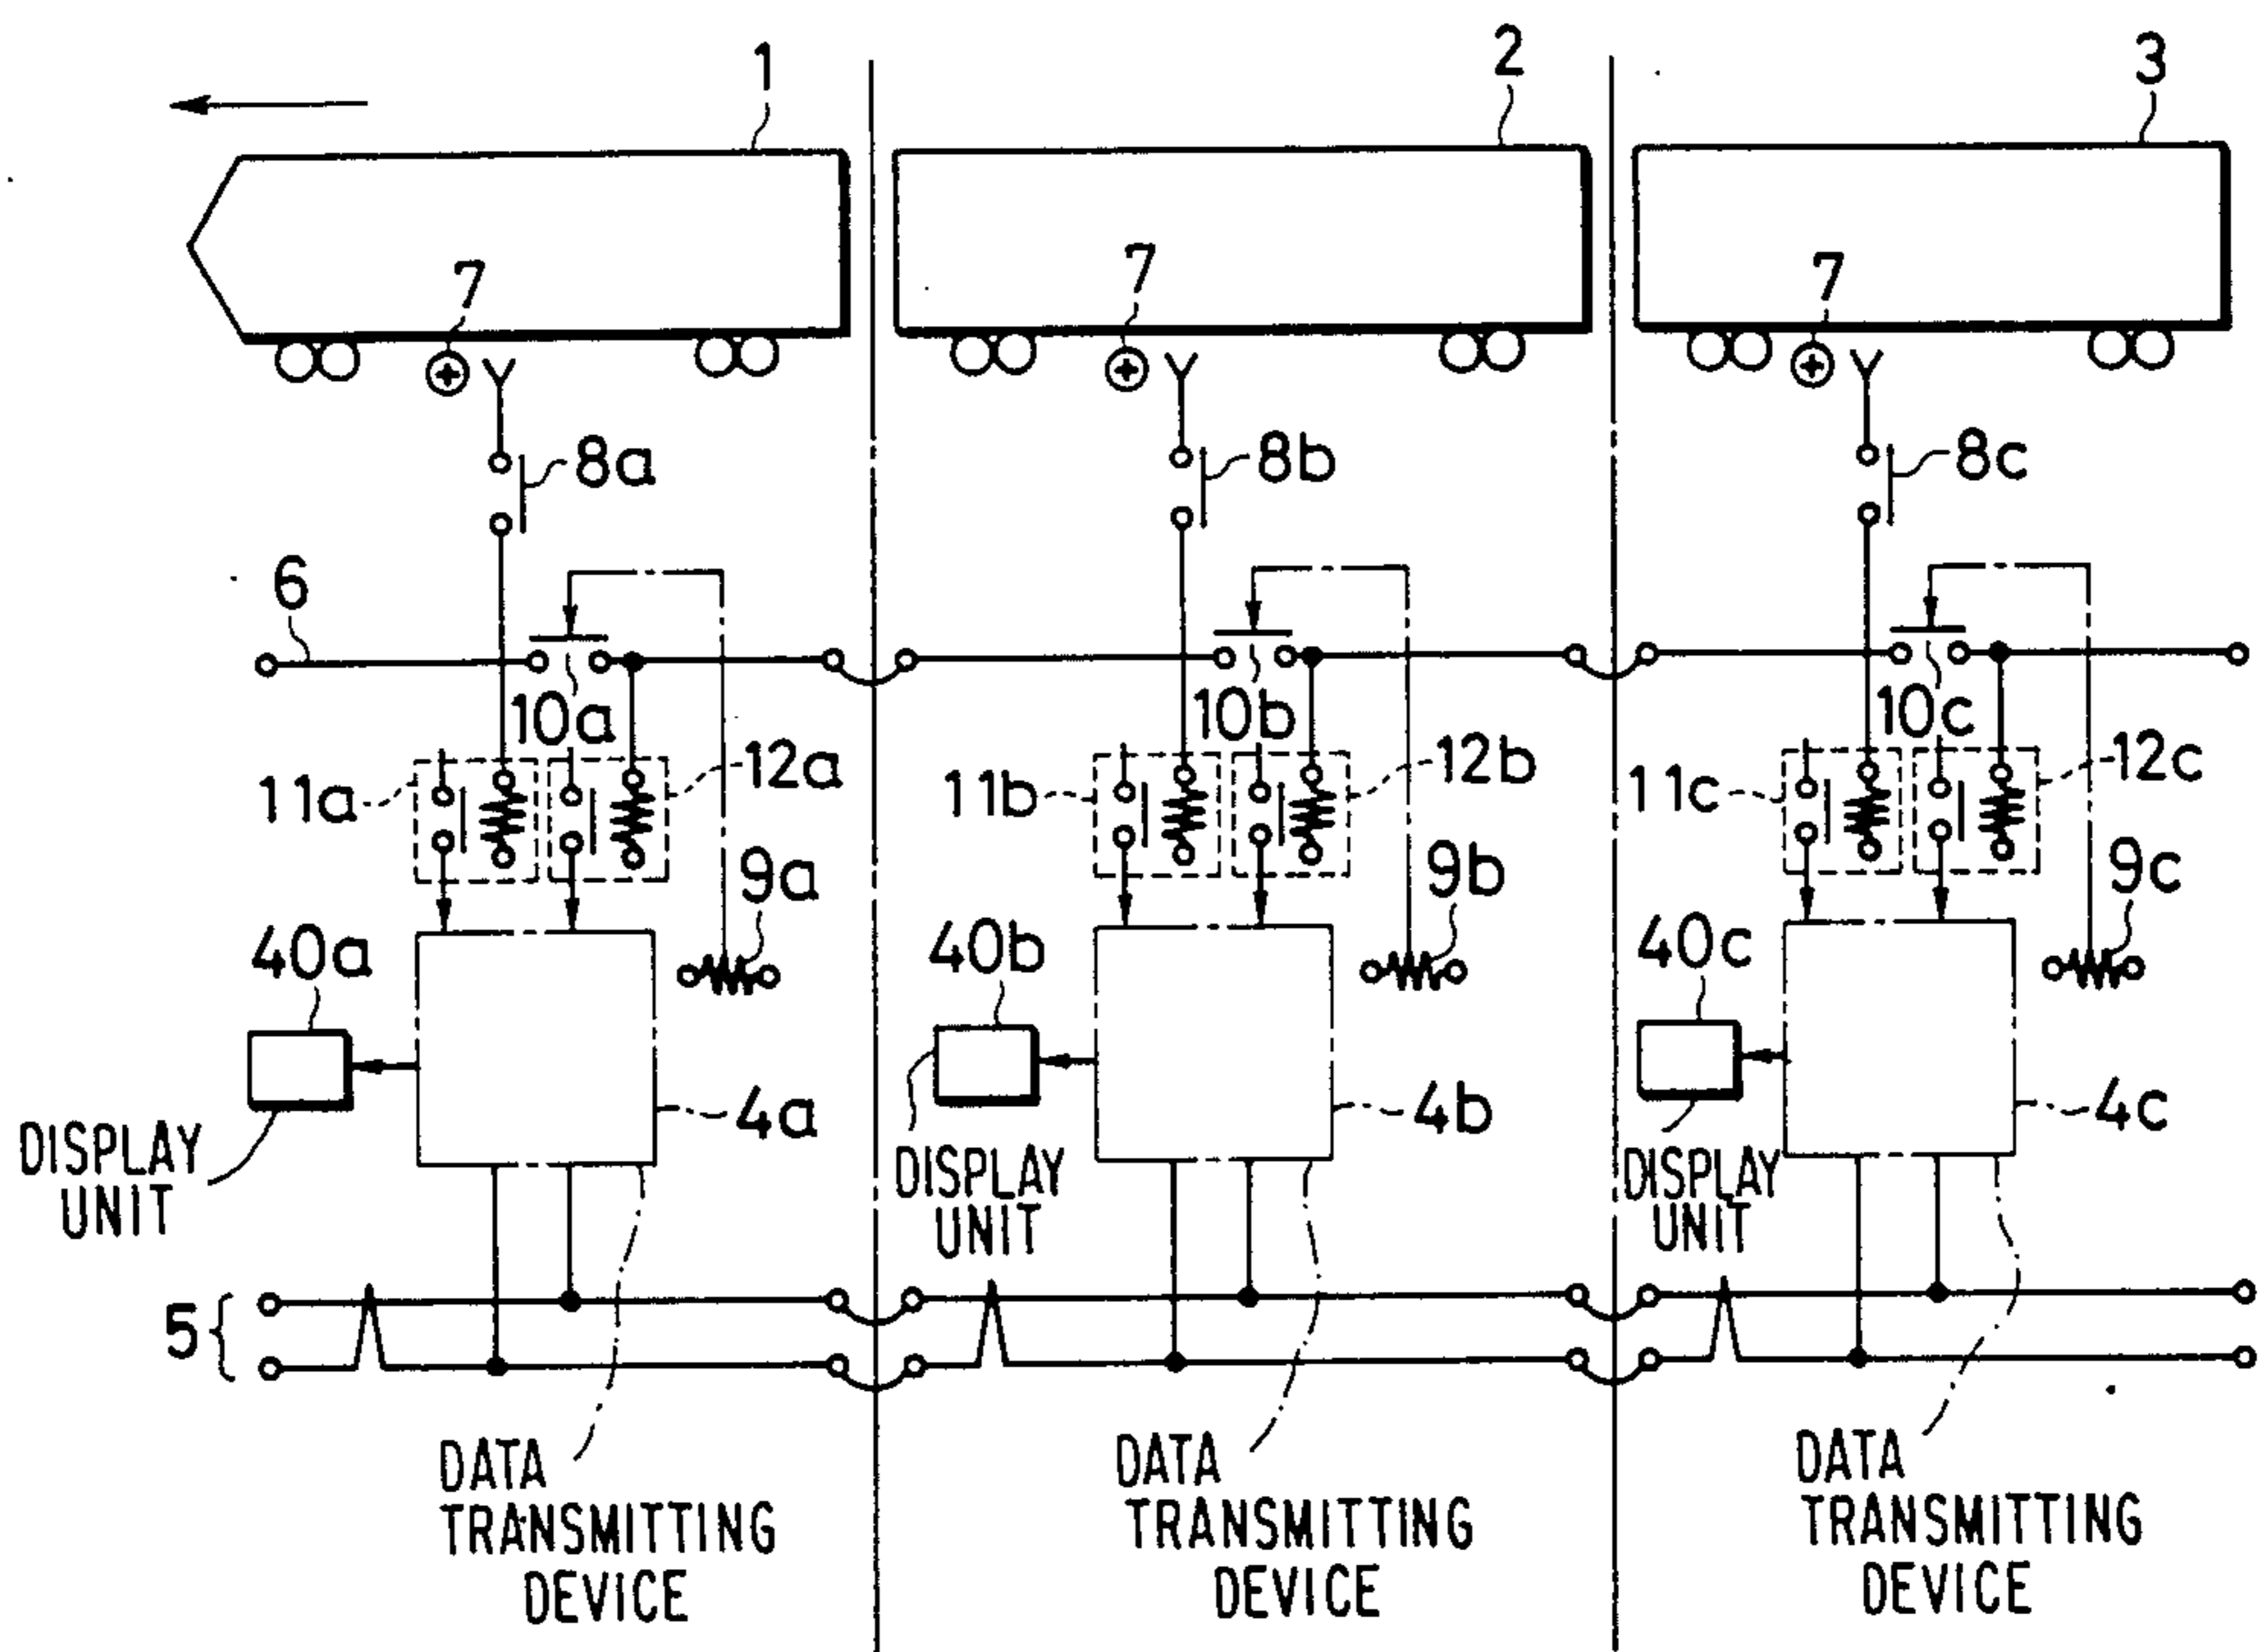 1
2
3
7
7
7
8a
8b
8c
6
10a
10b
10c
11a
12a
11b
12b
11c
12c
9a
9b
9c
40a
40b
40c
4a
4b
4c
DISPLAY
UNIT
DISPLAY
UNIT
DISPLAY
UNIT
5
DATA
TRANSMITTING
DEVICE
DATA
TRANSMITTING
DEVICE
DATA
TRANSMITTING
DEVICE